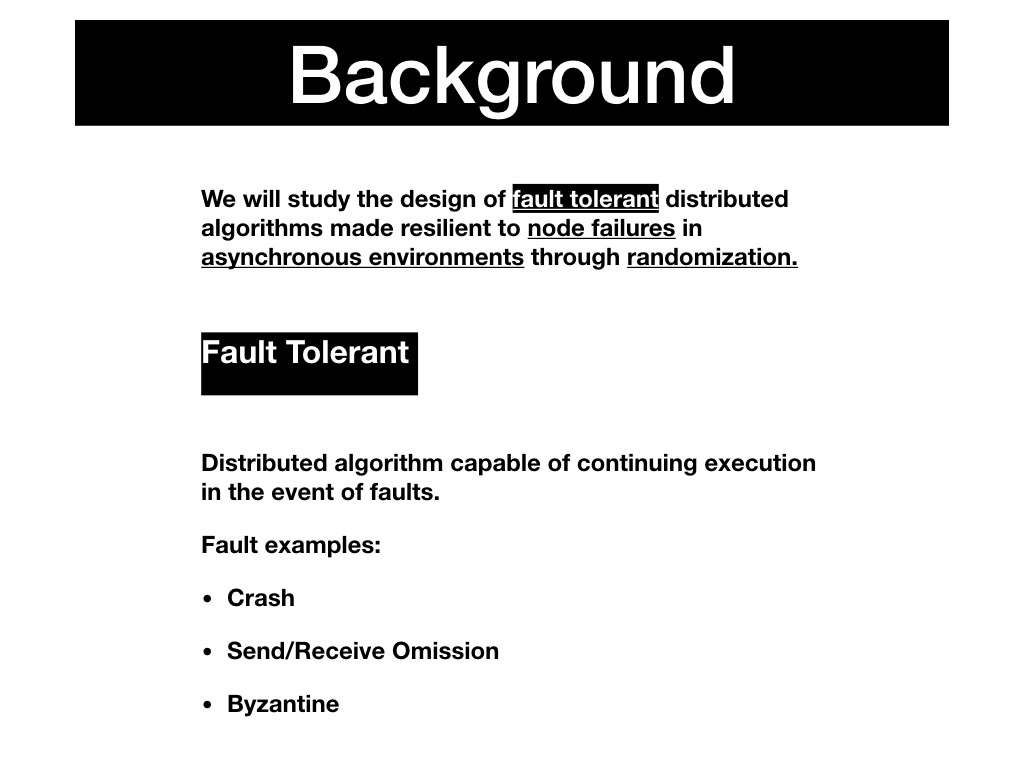 Background
We will study the design of fault tolerant distributed
algorithms made resilient to node failures in
asynchronous environments through randomization.
Fault Tolerant
Distributed algorithm capable of continuing execution
in the event of faults.
Fault examples:
• Crash
• Send/Receive Omission
• Byzantine